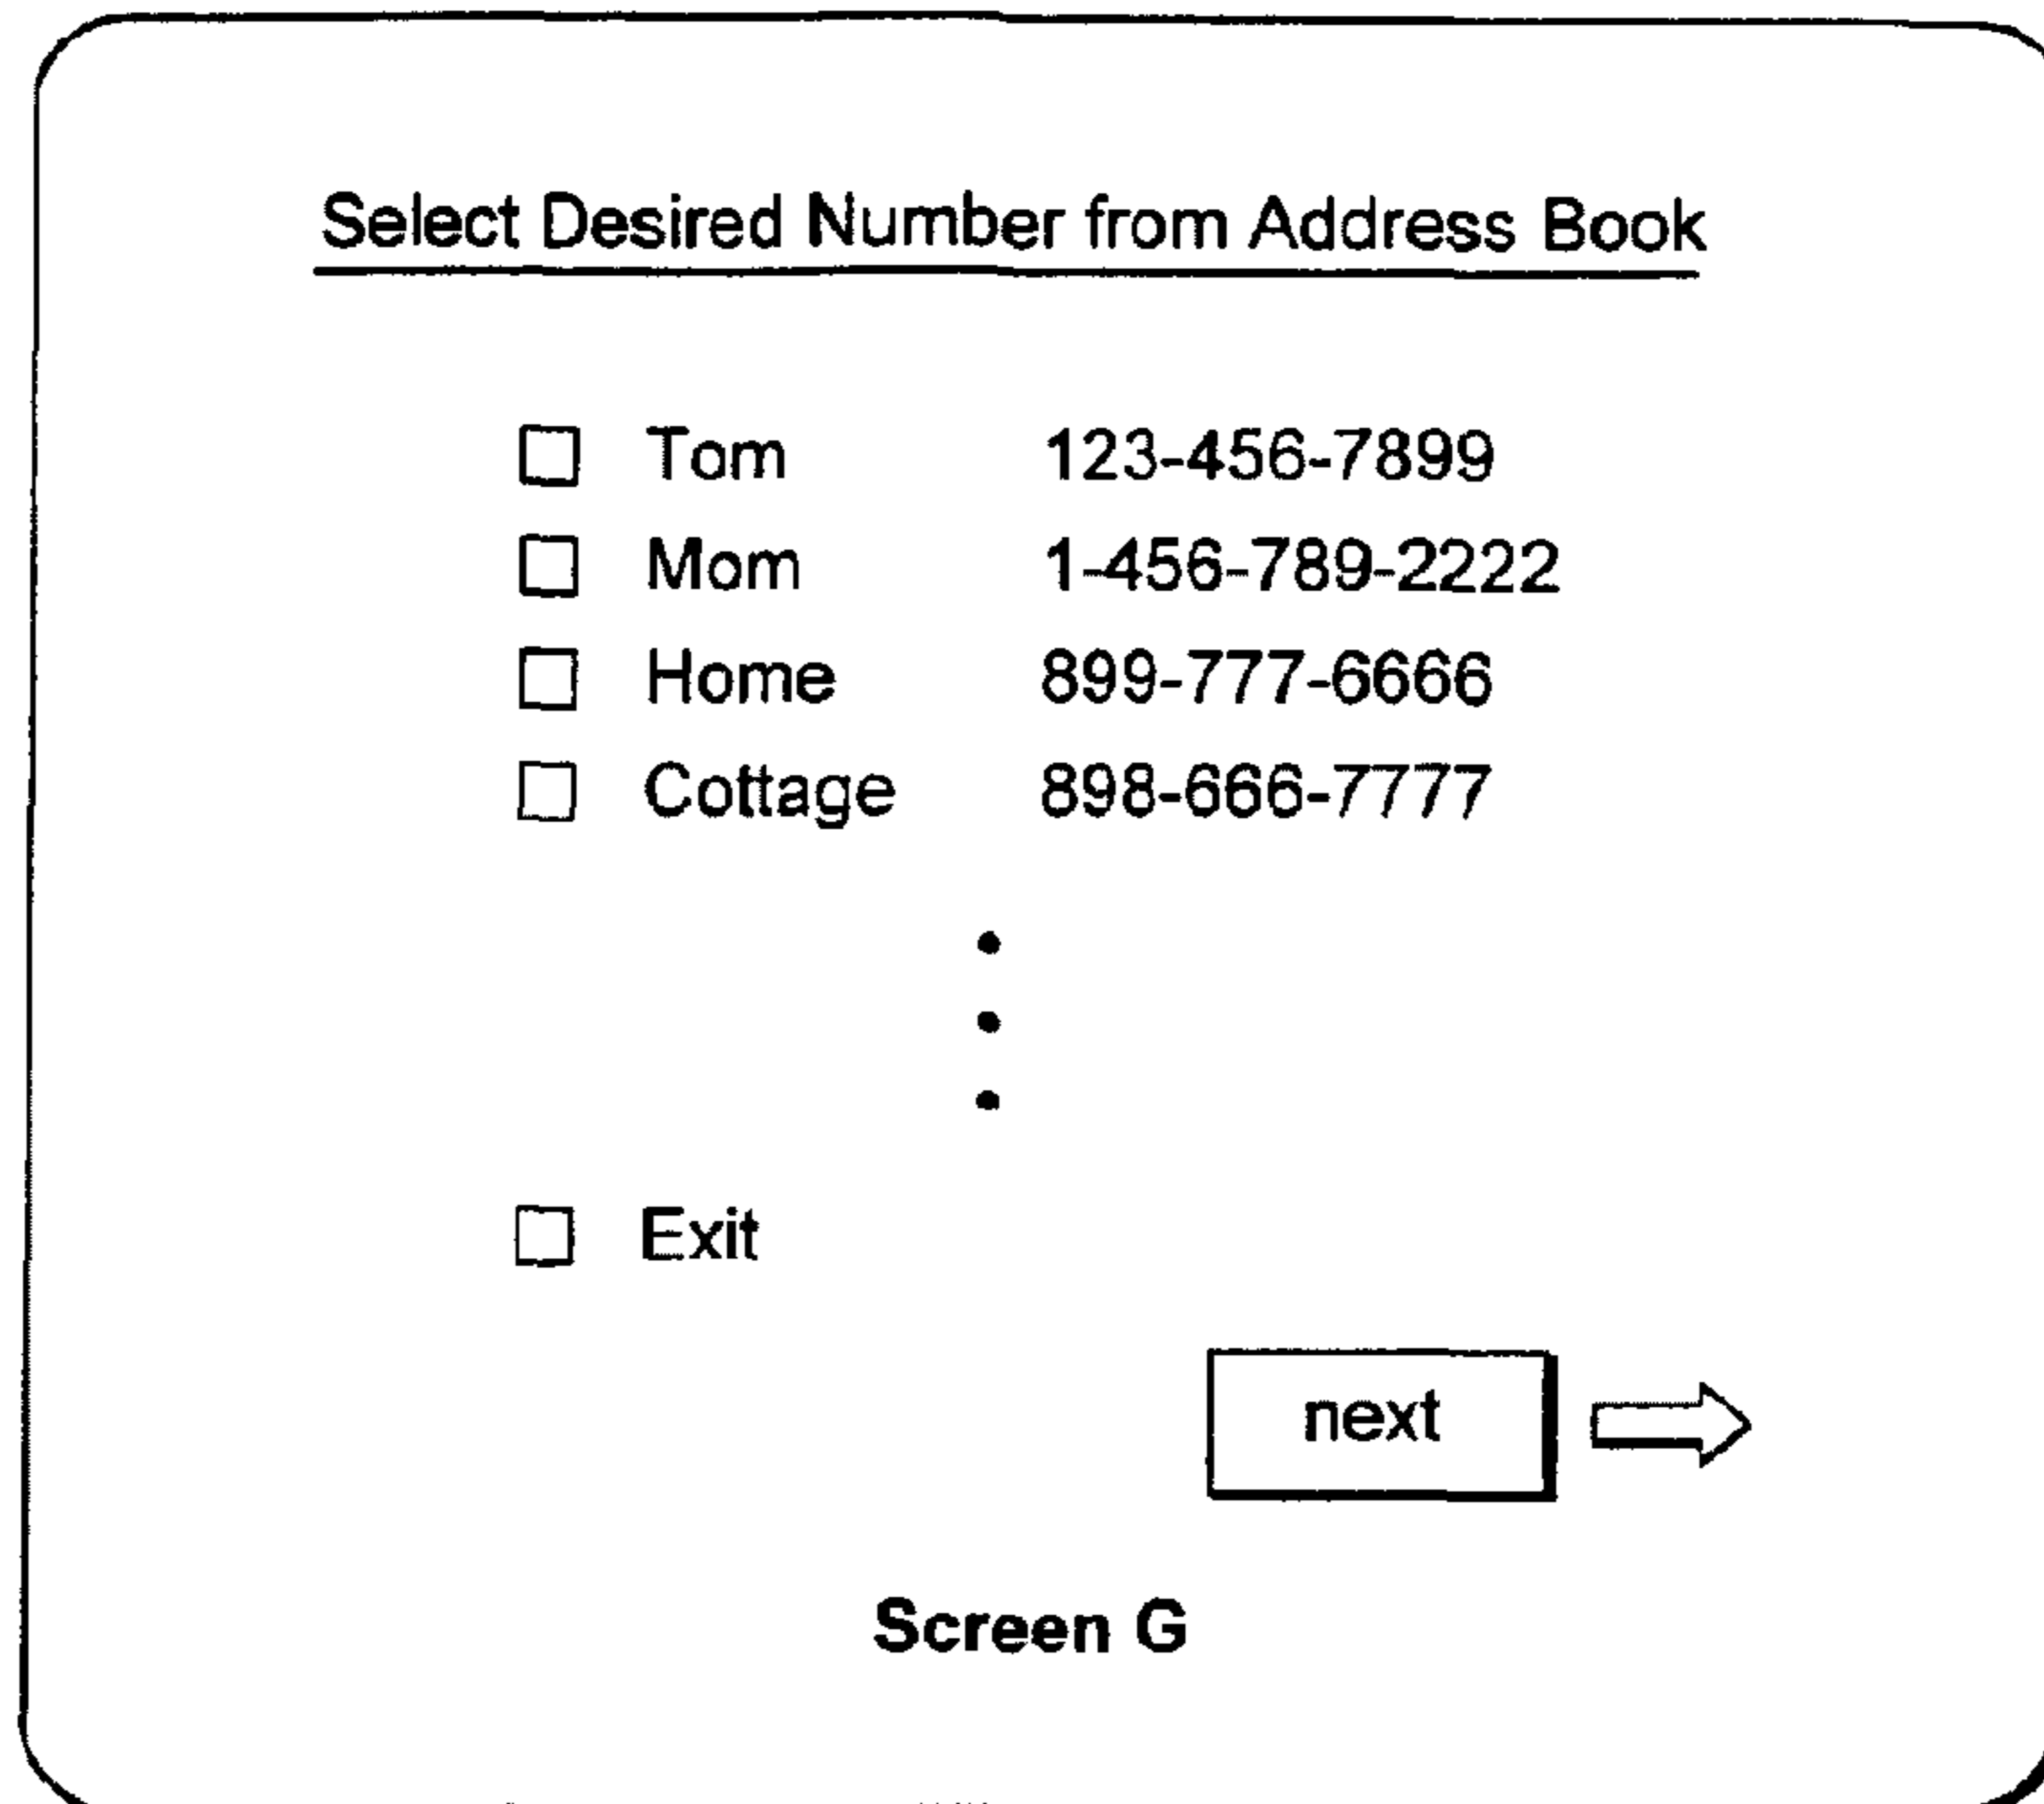 Select Desired Number from Address Book
Tom 123-456-7899
Mom 1-456-789-2222
Home 899-777-6666
Cottage 898-666-7777
Exit
next
Screen G